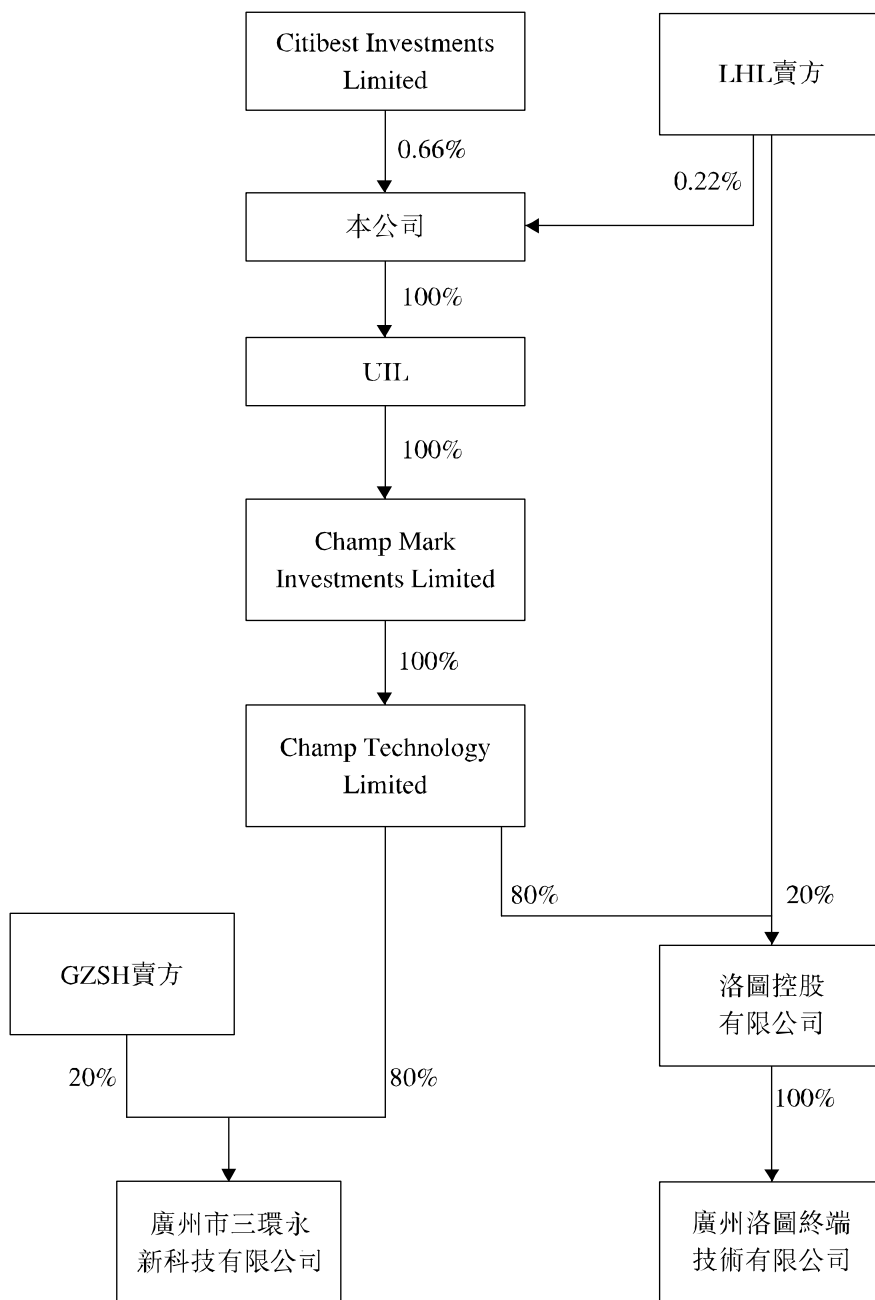 Citibest Investments
Limited
LHL賣方
0.66%
0.22%
本公司
100%
UIL
100%
Champ Mark
Investments Limited
100%
Champ Technology
Limited
80%
20%
GZSH賣方
洛圖控股
有限公司
20%
80%
100%
廣州市三環永
新科技有限公司
廣州洛圖終端
技術有限公司